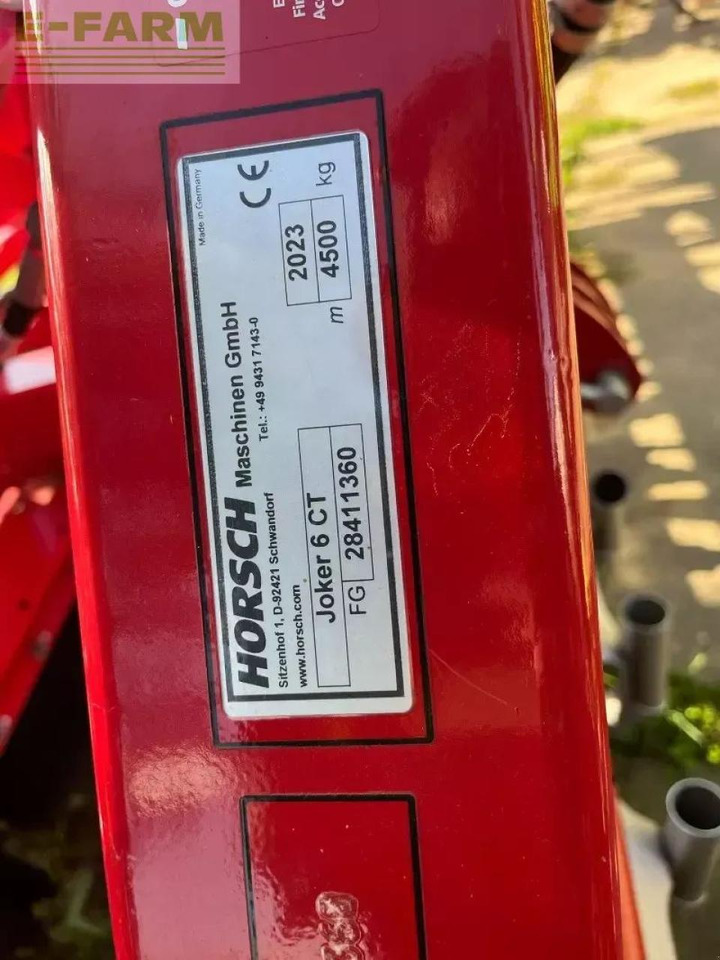 E-FARM
HORSCH Maschinen GmbH
Sitzenhof 1, D-92421 Schwandorf
Tel.: +49 9431 7143-0
www.horsch.com
Made in Germany
CE
Joker 6 CT
2023
FG 28411360
m 4500 kg